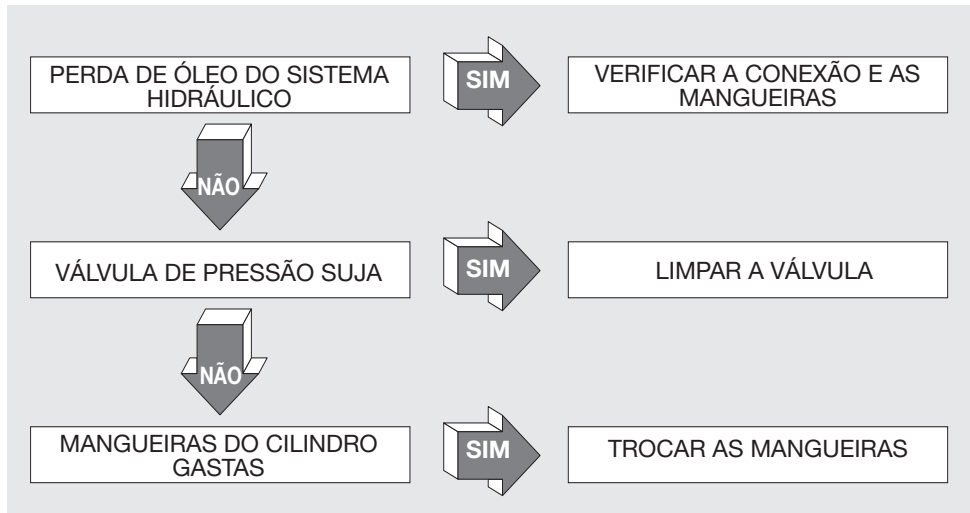 PERDA DE ÓLEO DO SISTEMA
HIDRÁULICO
SIM
VERIFICAR A CONEXÃO E AS
MANGUEIRAS
NÃO
VÁLVULA DE PRESSÃO SUJA
SIM
LIMPAR A VÁLVULA
NÃO
MANGUEIRAS DO CILINDRO
GASTAS
SIM
TROCAR AS MANGUEIRAS